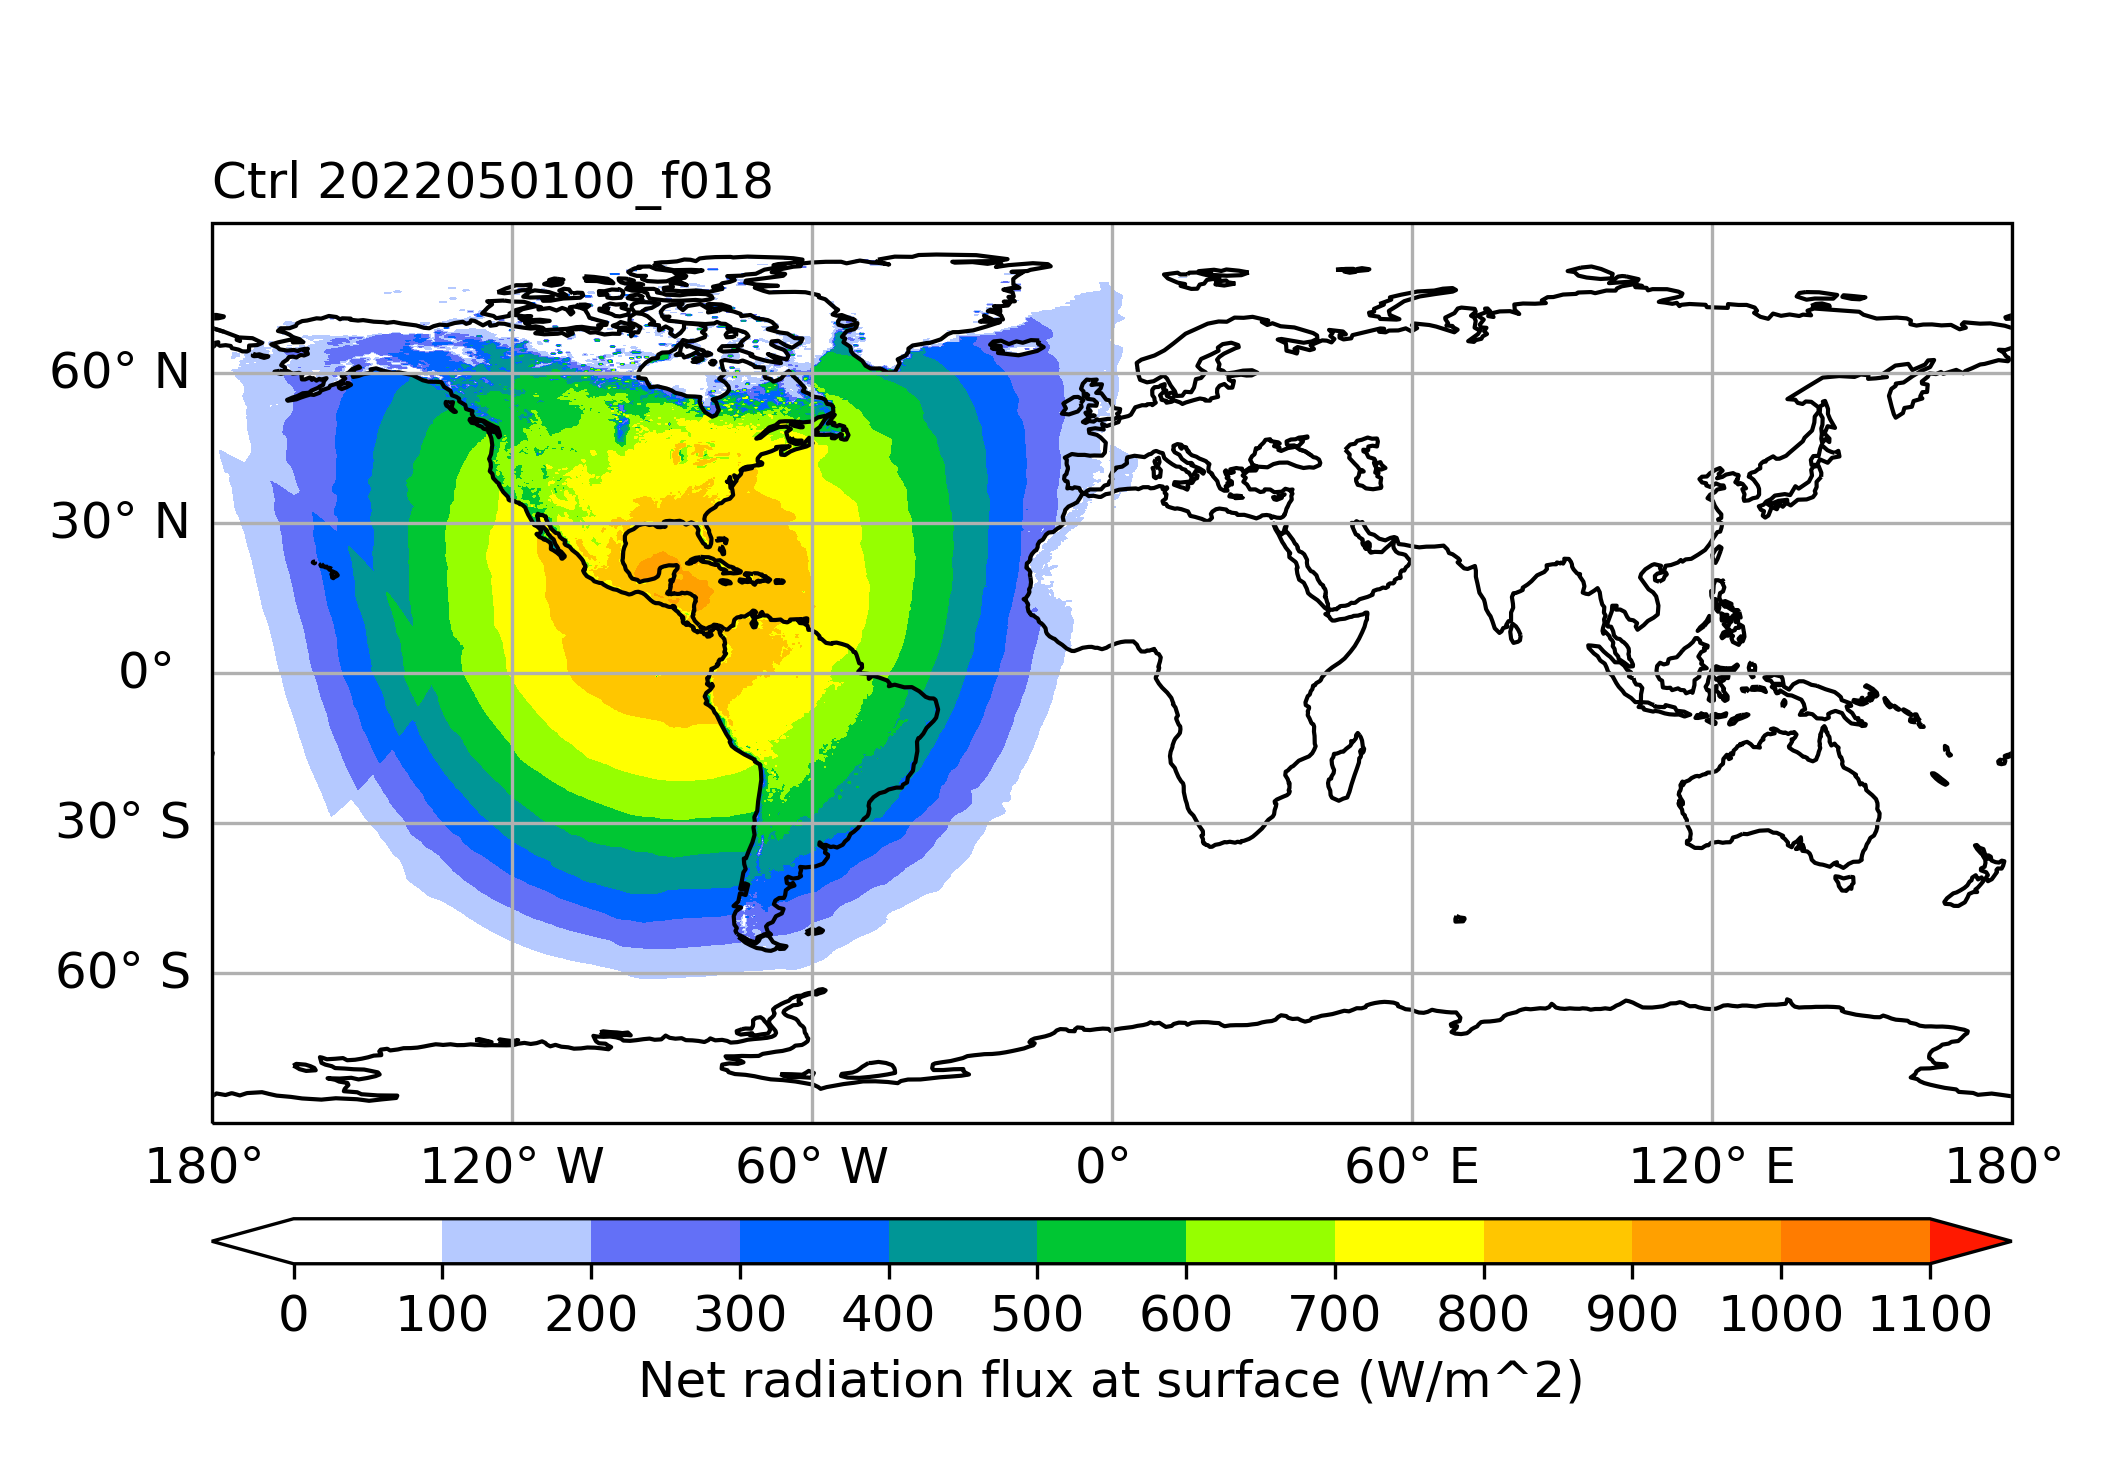 Ctrl 2022050100_f018
60° N
30° N
0°
30° S
60° S
180° 120° W 60° W 0° 60° E 120° E 180°
0 100 200 300 400 500 600 700 800 900 1000 1100
Net radiation flux at surface (W/m^2)